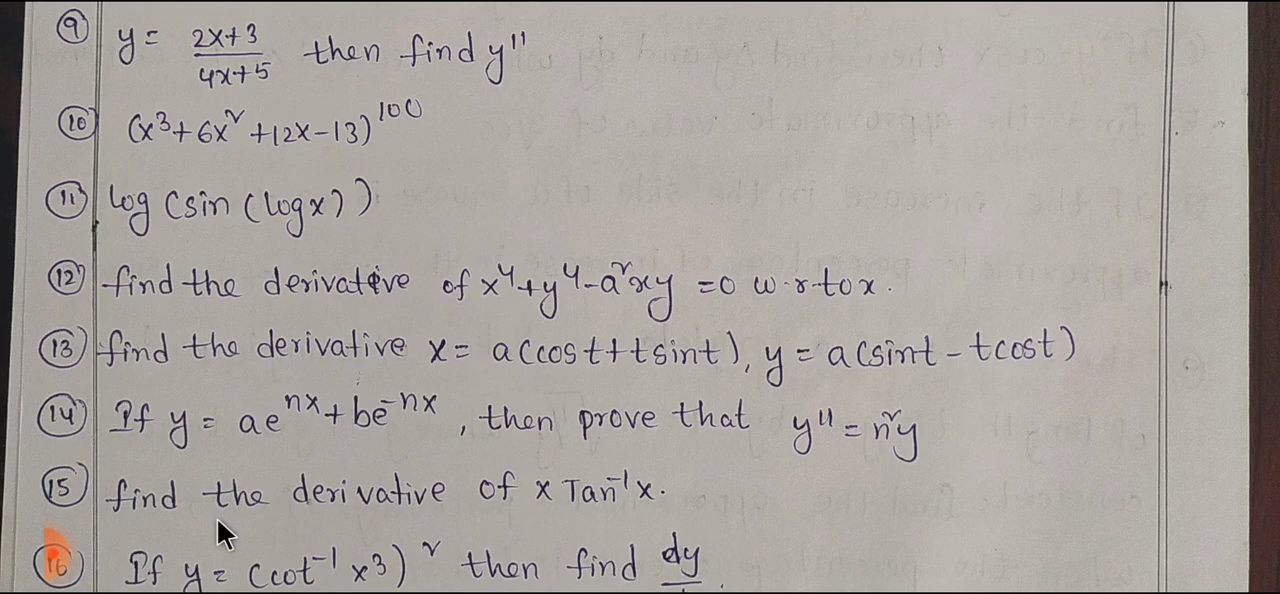 ⑨ y = 2x+3/4x+5 then find y''
⑩ (x³+6x²+12x-13)¹⁰⁰
⑪ log (sin (logx))
⑫ find the derivative of x⁴+y⁴-a²xy =0 w.r.to x.
⑬ find the derivative x = a(cost+tsint), y = a(sint-tcost)
⑭ If y = ae^nx+be^-nx, then prove that y'' = n²y
⑮ find the derivative of x Tan⁻¹x.
⑯ If y = (cot⁻¹ x³)² then find dy